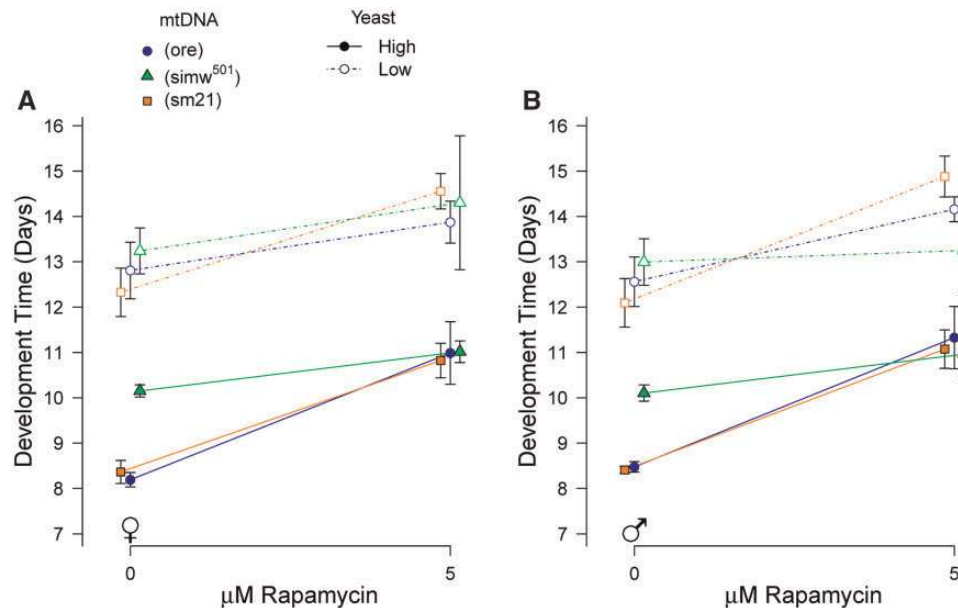 mtDNA
(ore)
(simw501)
(sm21)
Yeast
High
Low
A
Development Time (Days)
16
15
14
13
12
11
10
9
8
7
♀
0
5
μM Rapamycin
B
Development Time (Days)
16
15
14
13
12
11
10
9
8
7
♂
0
5
μM Rapamycin